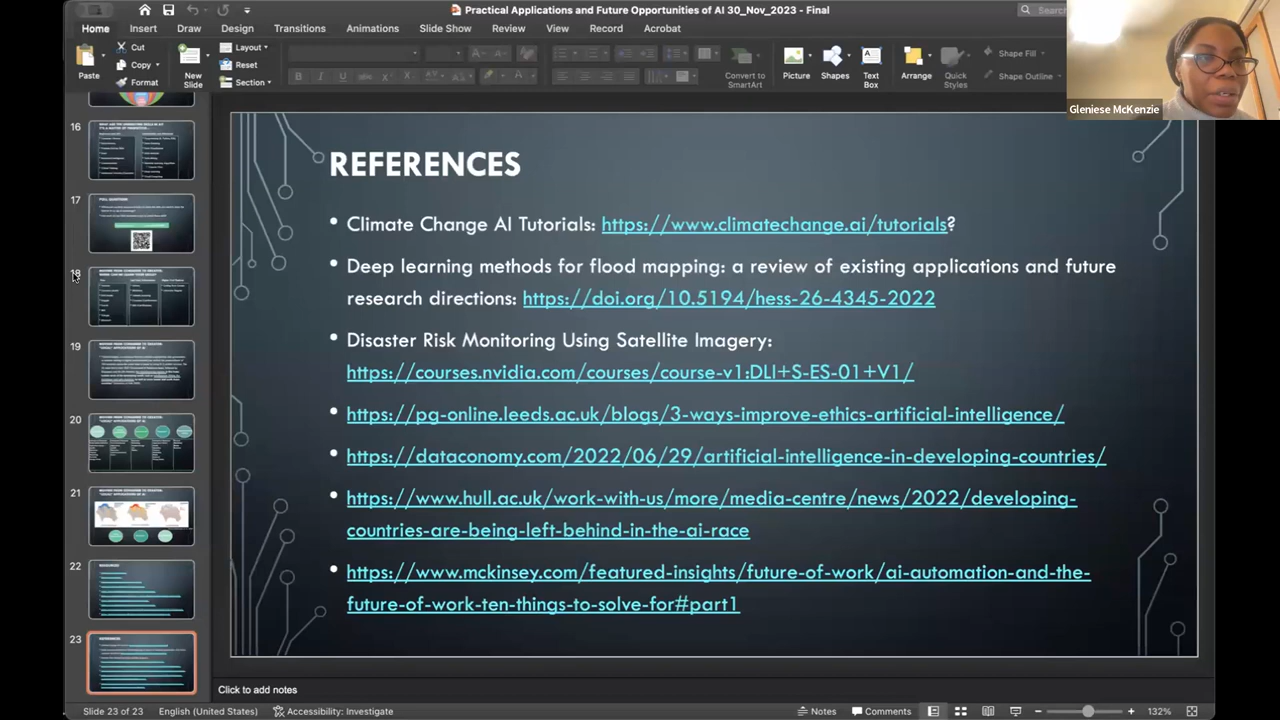 Practical Applications and Future Opportunities of AI 30_Nov_2023 - Final
Search
Home Insert Draw Design Transitions Animations Slide Show Review View Record Acrobat
Paste
Cut
Copy
Format
New Slide
Layout
Reset
Section
Convert to SmartArt
Picture
Shapes
Text Box
Arrange
Quick Styles
Shape Fill
Shape Outline
Gleniese McKenzie
16
17
18
19
20
21
22
23
REFERENCES
• Climate Change AI Tutorials: https://www.climatechange.ai/tutorials?
• Deep learning methods for flood mapping: a review of existing applications and future
research directions: https://doi.org/10.5194/hess-26-4345-2022
• Disaster Risk Monitoring Using Satellite Imagery:
https://courses.nvidia.com/courses/course-v1:DLI+S-ES-01+V1/
• https://pg-online.leeds.ac.uk/blogs/3-ways-improve-ethics-artificial-intelligence/
• https://dataconomy.com/2022/06/29/artificial-intelligence-in-developing-countries/
• https://www.hull.ac.uk/work-with-us/more/media-centre/news/2022/developing-
countries-are-being-left-behind-in-the-ai-race
• https://www.mckinsey.com/featured-insights/future-of-work/ai-automation-and-the-
future-of-work-ten-things-to-solve-for#part1
Click to add notes
Slide 23 of 23 English (United States) Accessibility: Investigate Notes Comments 132%